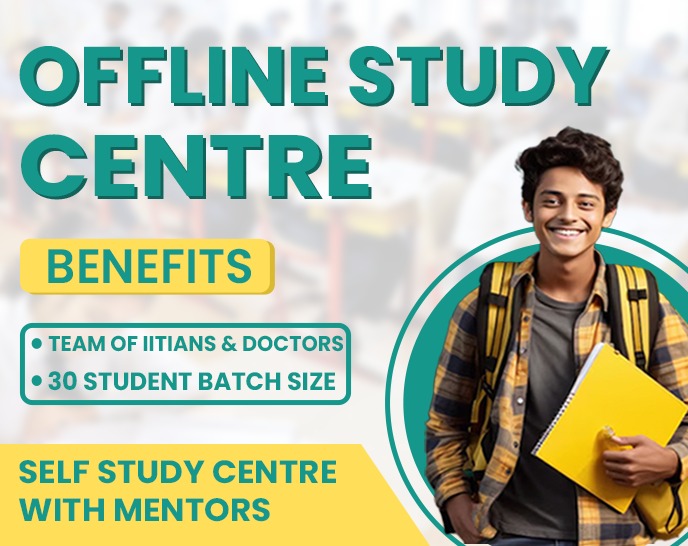 OFFLINE STUDY
CENTRE
BENEFITS
• TEAM OF IITIANS & DOCTORS
• 30 STUDENT BATCH SIZE
SELF STUDY CENTRE
WITH MENTORS